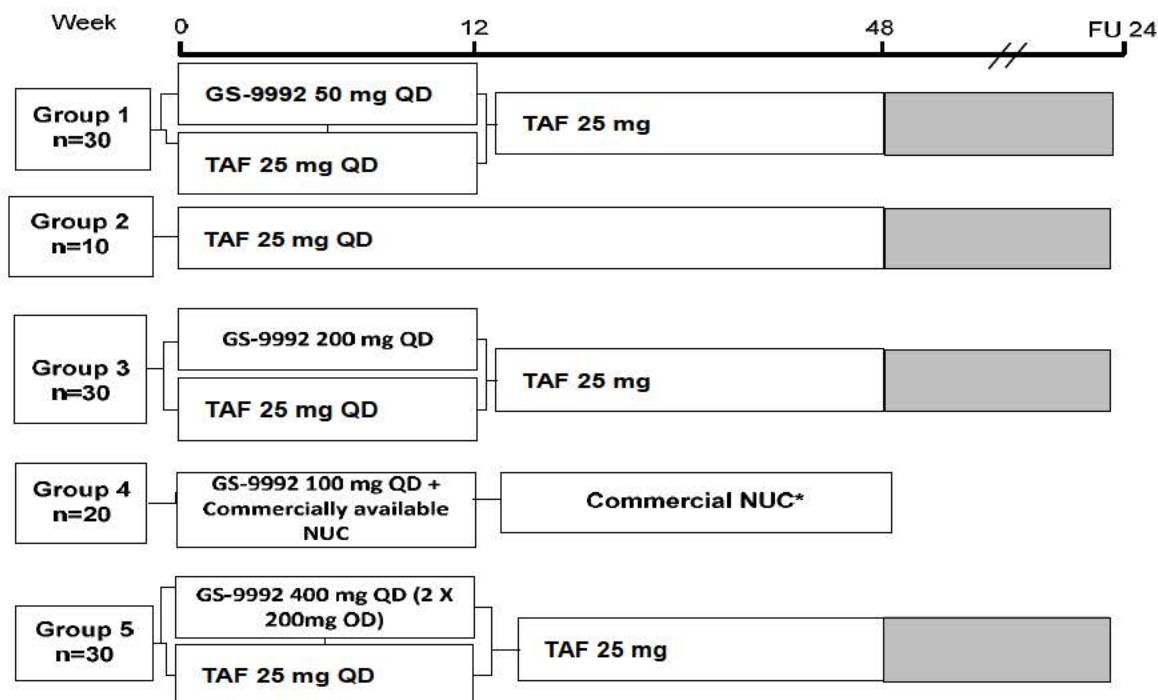 Week
0
12
48
FU 24
Group 1
n=30
GS-9992 50 mg QD
TAF 25 mg QD
TAF 25 mg
Group 2
n=10
TAF 25 mg QD
Group 3
n=30
GS-9992 200 mg QD
TAF 25 mg QD
TAF 25 mg
Group 4
n=20
GS-9992 100 mg QD +
Commercially available
NUC
Commercial NUC*
Group 5
n=30
GS-9992 400 mg QD (2 X
200mg OD)
TAF 25 mg QD
TAF 25 mg